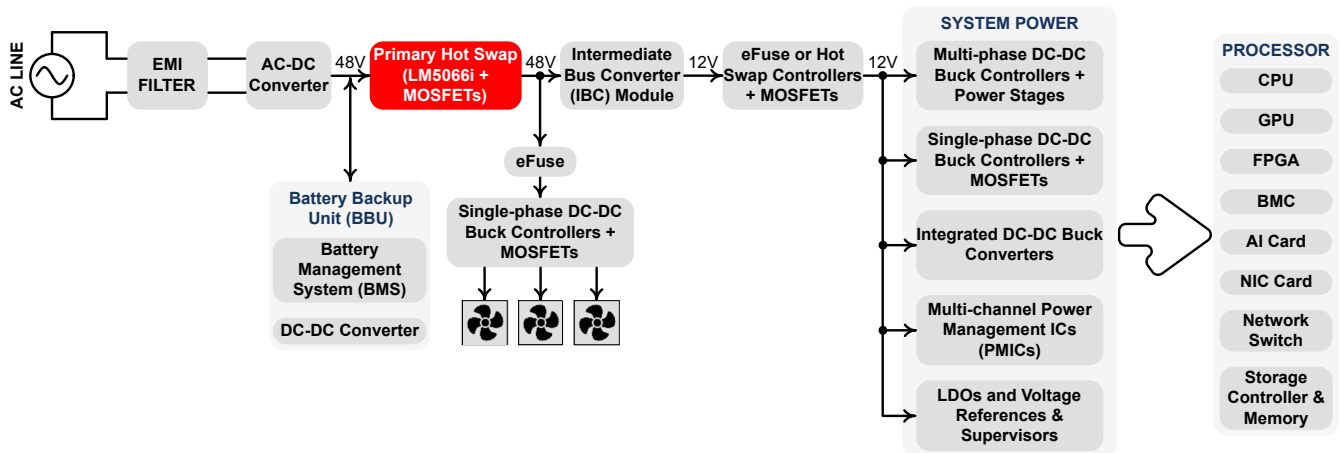 AC LINE
EMI
FILTER
AC-DC
Converter
48V
Primary Hot Swap
(LM5066i +
MOSFETs)
48V
Intermediate
Bus Converter
(IBC) Module
12V
eFuse or Hot
Swap Controllers
+ MOSFETs
12V
Battery Backup
Unit (BBU)
Battery
Management
System (BMS)
DC-DC Converter
eFuse
Single-phase DC-DC
Buck Controllers +
MOSFETs
SYSTEM POWER
Multi-phase DC-DC
Buck Controllers +
Power Stages
Single-phase DC-DC
Buck Controllers +
MOSFETs
Integrated DC-DC Buck
Converters
Multi-channel Power
Management ICs
(PMICs)
LDOs and Voltage
References &
Supervisors
PROCESSOR
CPU
GPU
FPGA
BMC
AI Card
NIC Card
Network
Switch
Storage
Controller &
Memory